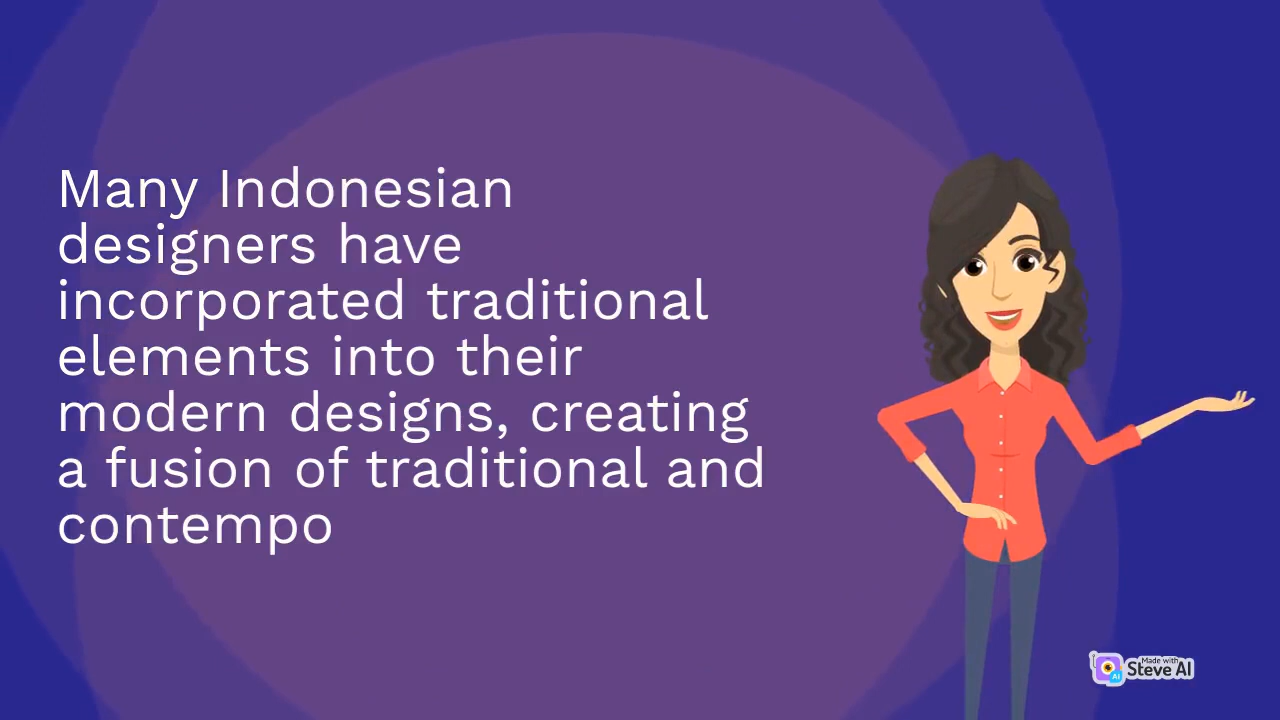 Many Indonesian
designers have
incorporated traditional
elements into their
modern designs, creating
a fusion of traditional and
contempo
Made with
Steve AI
AI